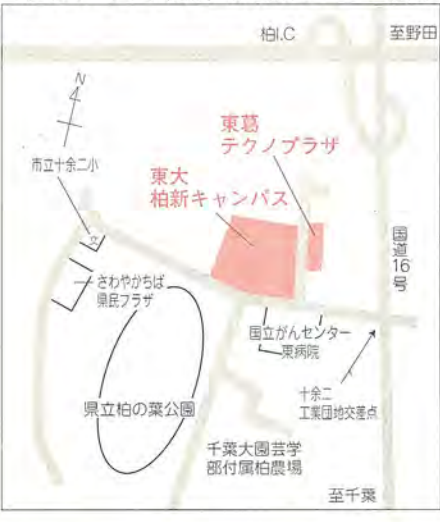 柏I.C
至野田
N
市立十余二小
東葛
テクノプラザ
東大
柏新キャンパス
国道16号
さわやかちば
県民プラザ
国立がんセンター
東病院
県立柏の葉公園
十余二
工業団地交差点
千葉大園芸学
部付属柏農場
至千葉